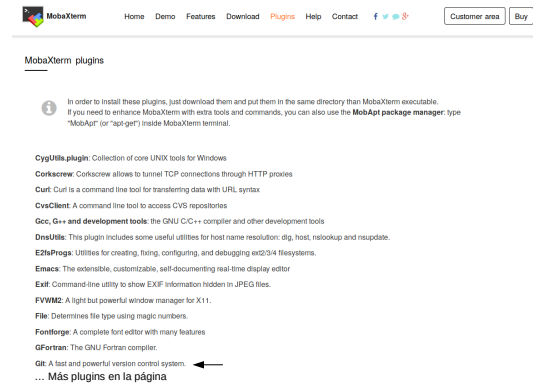 MobaXterm Home Demo Features Download Plugins Help Contact Customer area Buy
MobaXterm plugins
In order to install these plugins, just download them and put them in the same directory than MobaXterm executable.
If you need to enhance MobaXterm with extra tools and commands, you can also use the MobApt package manager: type
"MobApt" (or "apt-get") inside MobaXterm terminal.
CygUtils.plugin: Collection of core UNIX tools for Windows
Corkscrew: Corkscrew allows to tunnel TCP connections through HTTP proxies
Curl: Curl is a command line tool for transferring data with URL syntax
CvsClient: A command line tool to access CVS repositories
Gcc, G++ and development tools: the GNU C/C++ compiler and other development tools
DnsUtils: This plugin includes some useful utilities for host name resolution: dig, host, nslookup and nsupdate.
E2fsProgs: Utilities for creating, fixing, configuring, and debugging ext2/3/4 filesystems.
Emacs: The extensible, customizable, self-documenting real-time display editor
Exif: Command-line utility to show EXIF information hidden in JPEG files.
FVWM2: A light but powerful window manager for X11.
File: Determines file type using magic numbers.
Fontforge: A complete font editor with many features
GFortran: The GNU Fortran compiler.
Git: A fast and powerful version control system.
... Más plugins en la página